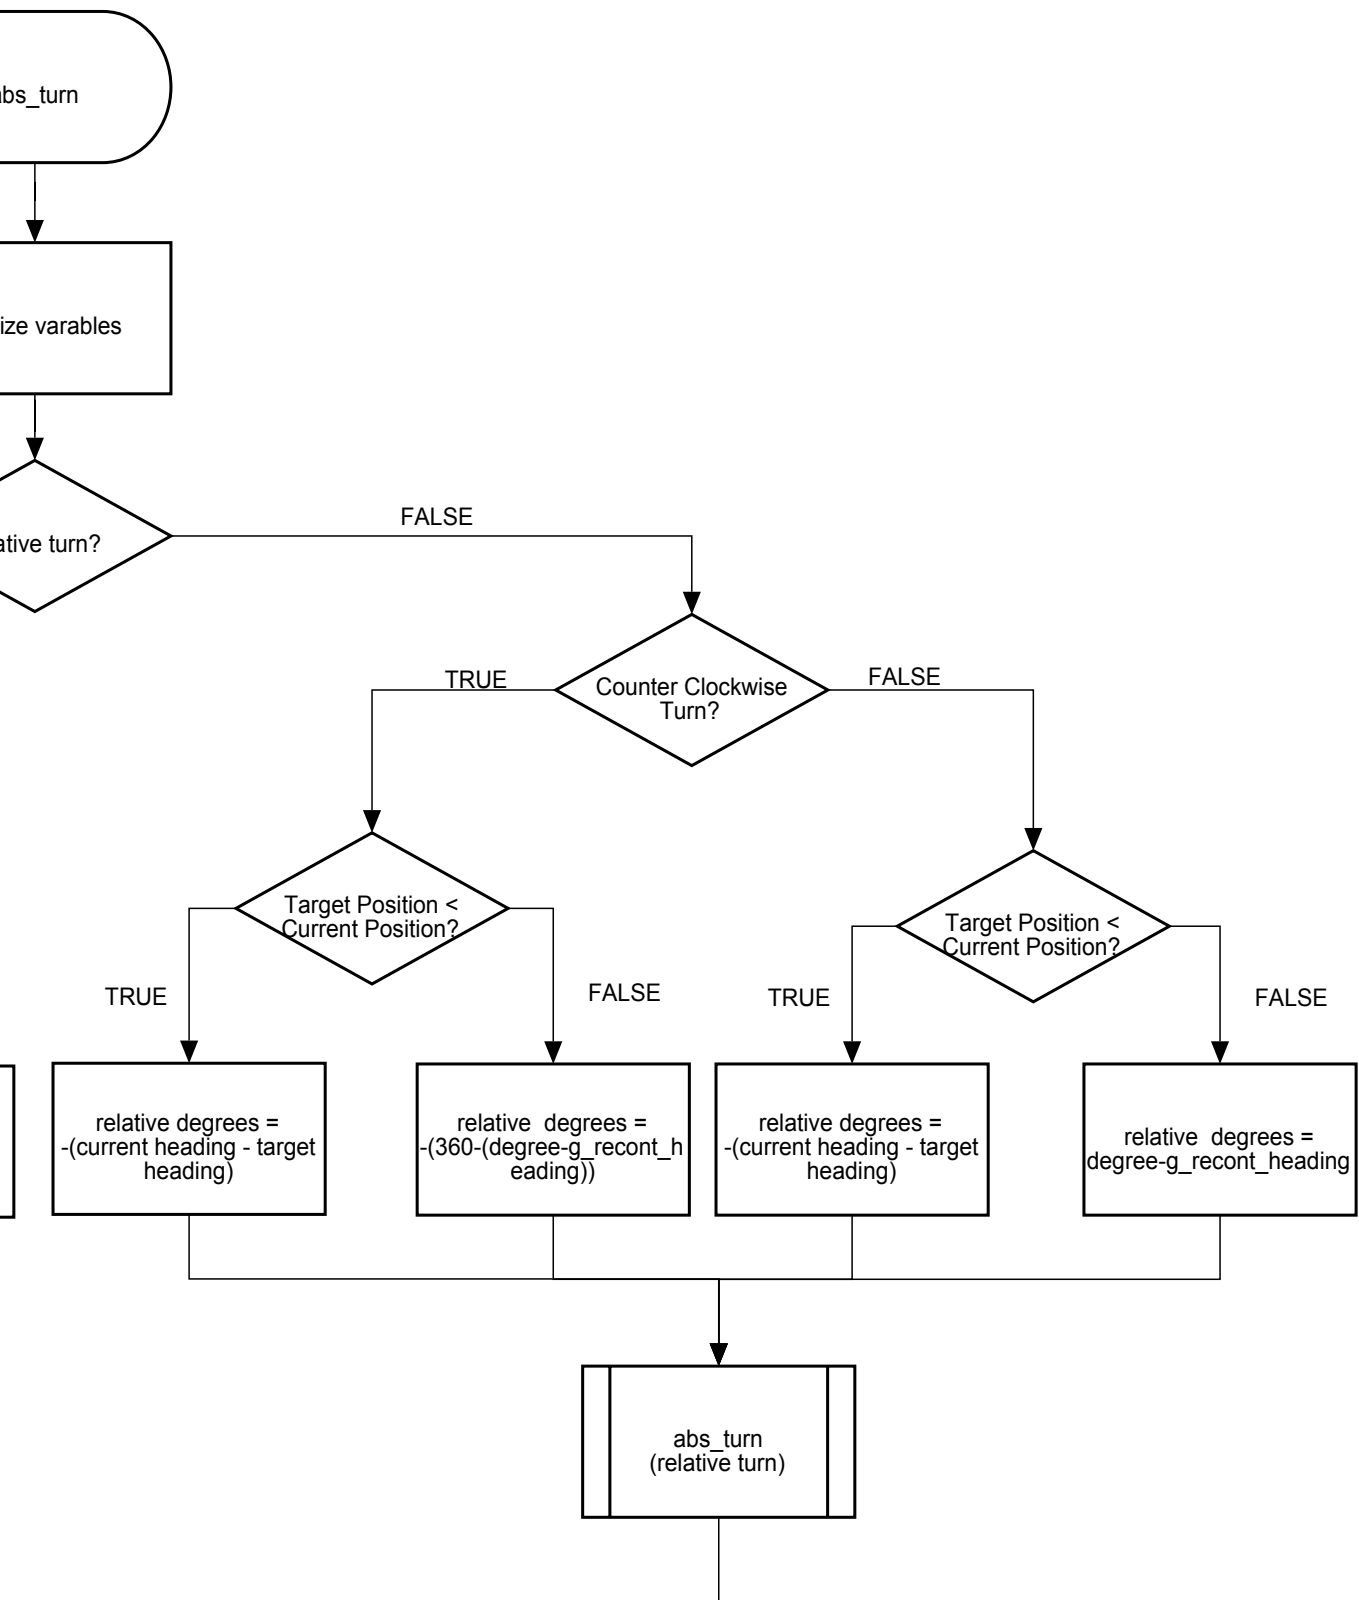 abs_turn
ize varables
ative turn?
FALSE
TRUE
Counter Clockwise
Turn?
FALSE
Target Position <
Current Position?
Target Position <
Current Position?
TRUE
FALSE
TRUE
FALSE
relative degrees =
-(current heading - target
heading)
relative  degrees =
-(360-(degree-g_recont_h
eading))
relative degrees =
-(current heading - target
heading)
relative  degrees =
degree-g_recont_heading
abs_turn
(relative turn)